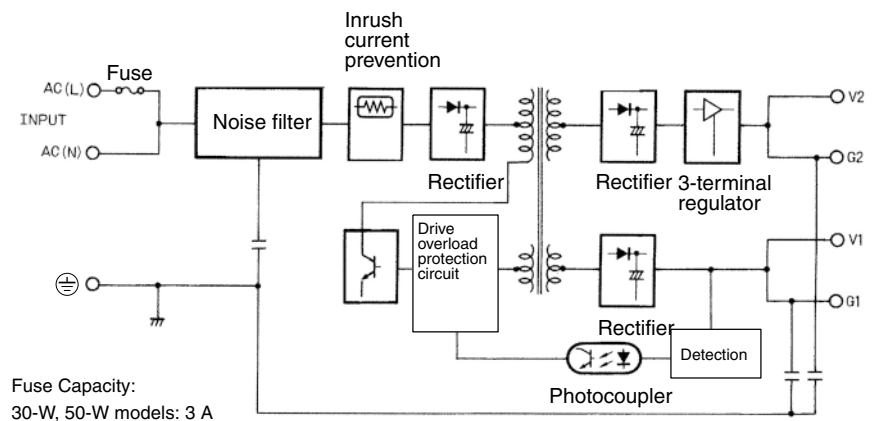 Inrush
current
prevention
AC(L)
Fuse
INPUT
AC(N)
Noise filter
Rectifier
Rectifier
3-terminal
regulator
V2
G2
Drive
overload
protection
circuit
V1
G1
Rectifier
Detection
Photocoupler
Fuse Capacity:
30-W, 50-W models: 3 A